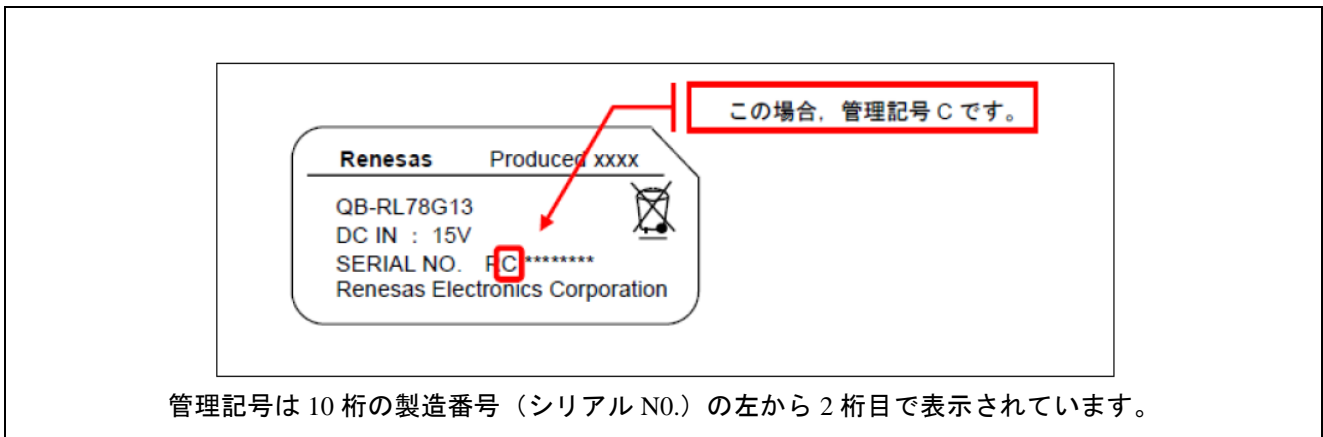 この場合，管理記号 C です。
Renesas Produced xxxx
QB-RL78G13
DC IN : 15V
SERIAL NO. RC********
Renesas Electronics Corporation
管理記号は 10 桁の製造番号（シリアル N0.）の左から 2 桁目で表示されています。